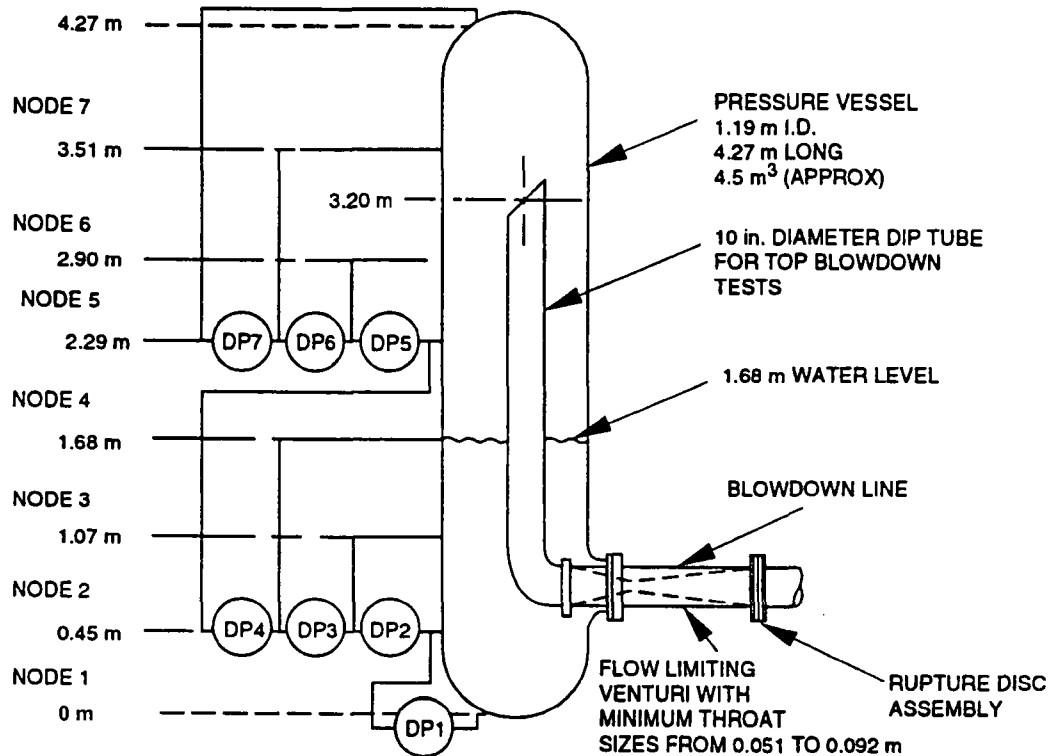 4.27 m
NODE 7
3.51 m
3.20 m
NODE 6
2.90 m
NODE 5
2.29 m
DP7
DP6
DP5
NODE 4
1.68 m
NODE 3
1.07 m
NODE 2
0.45 m
DP4
DP3
DP2
NODE 1
0 m
DP1
PRESSURE VESSEL
1.19 m I.D.
4.27 m LONG
4.5 m³ (APPROX)
10 in. DIAMETER DIP TUBE
FOR TOP BLOWDOWN
TESTS
1.68 m WATER LEVEL
BLOWDOWN LINE
FLOW LIMITING
VENTURI WITH
MINIMUM THROAT
SIZES FROM 0.051 TO 0.092 m
RUPTURE DISC
ASSEMBLY